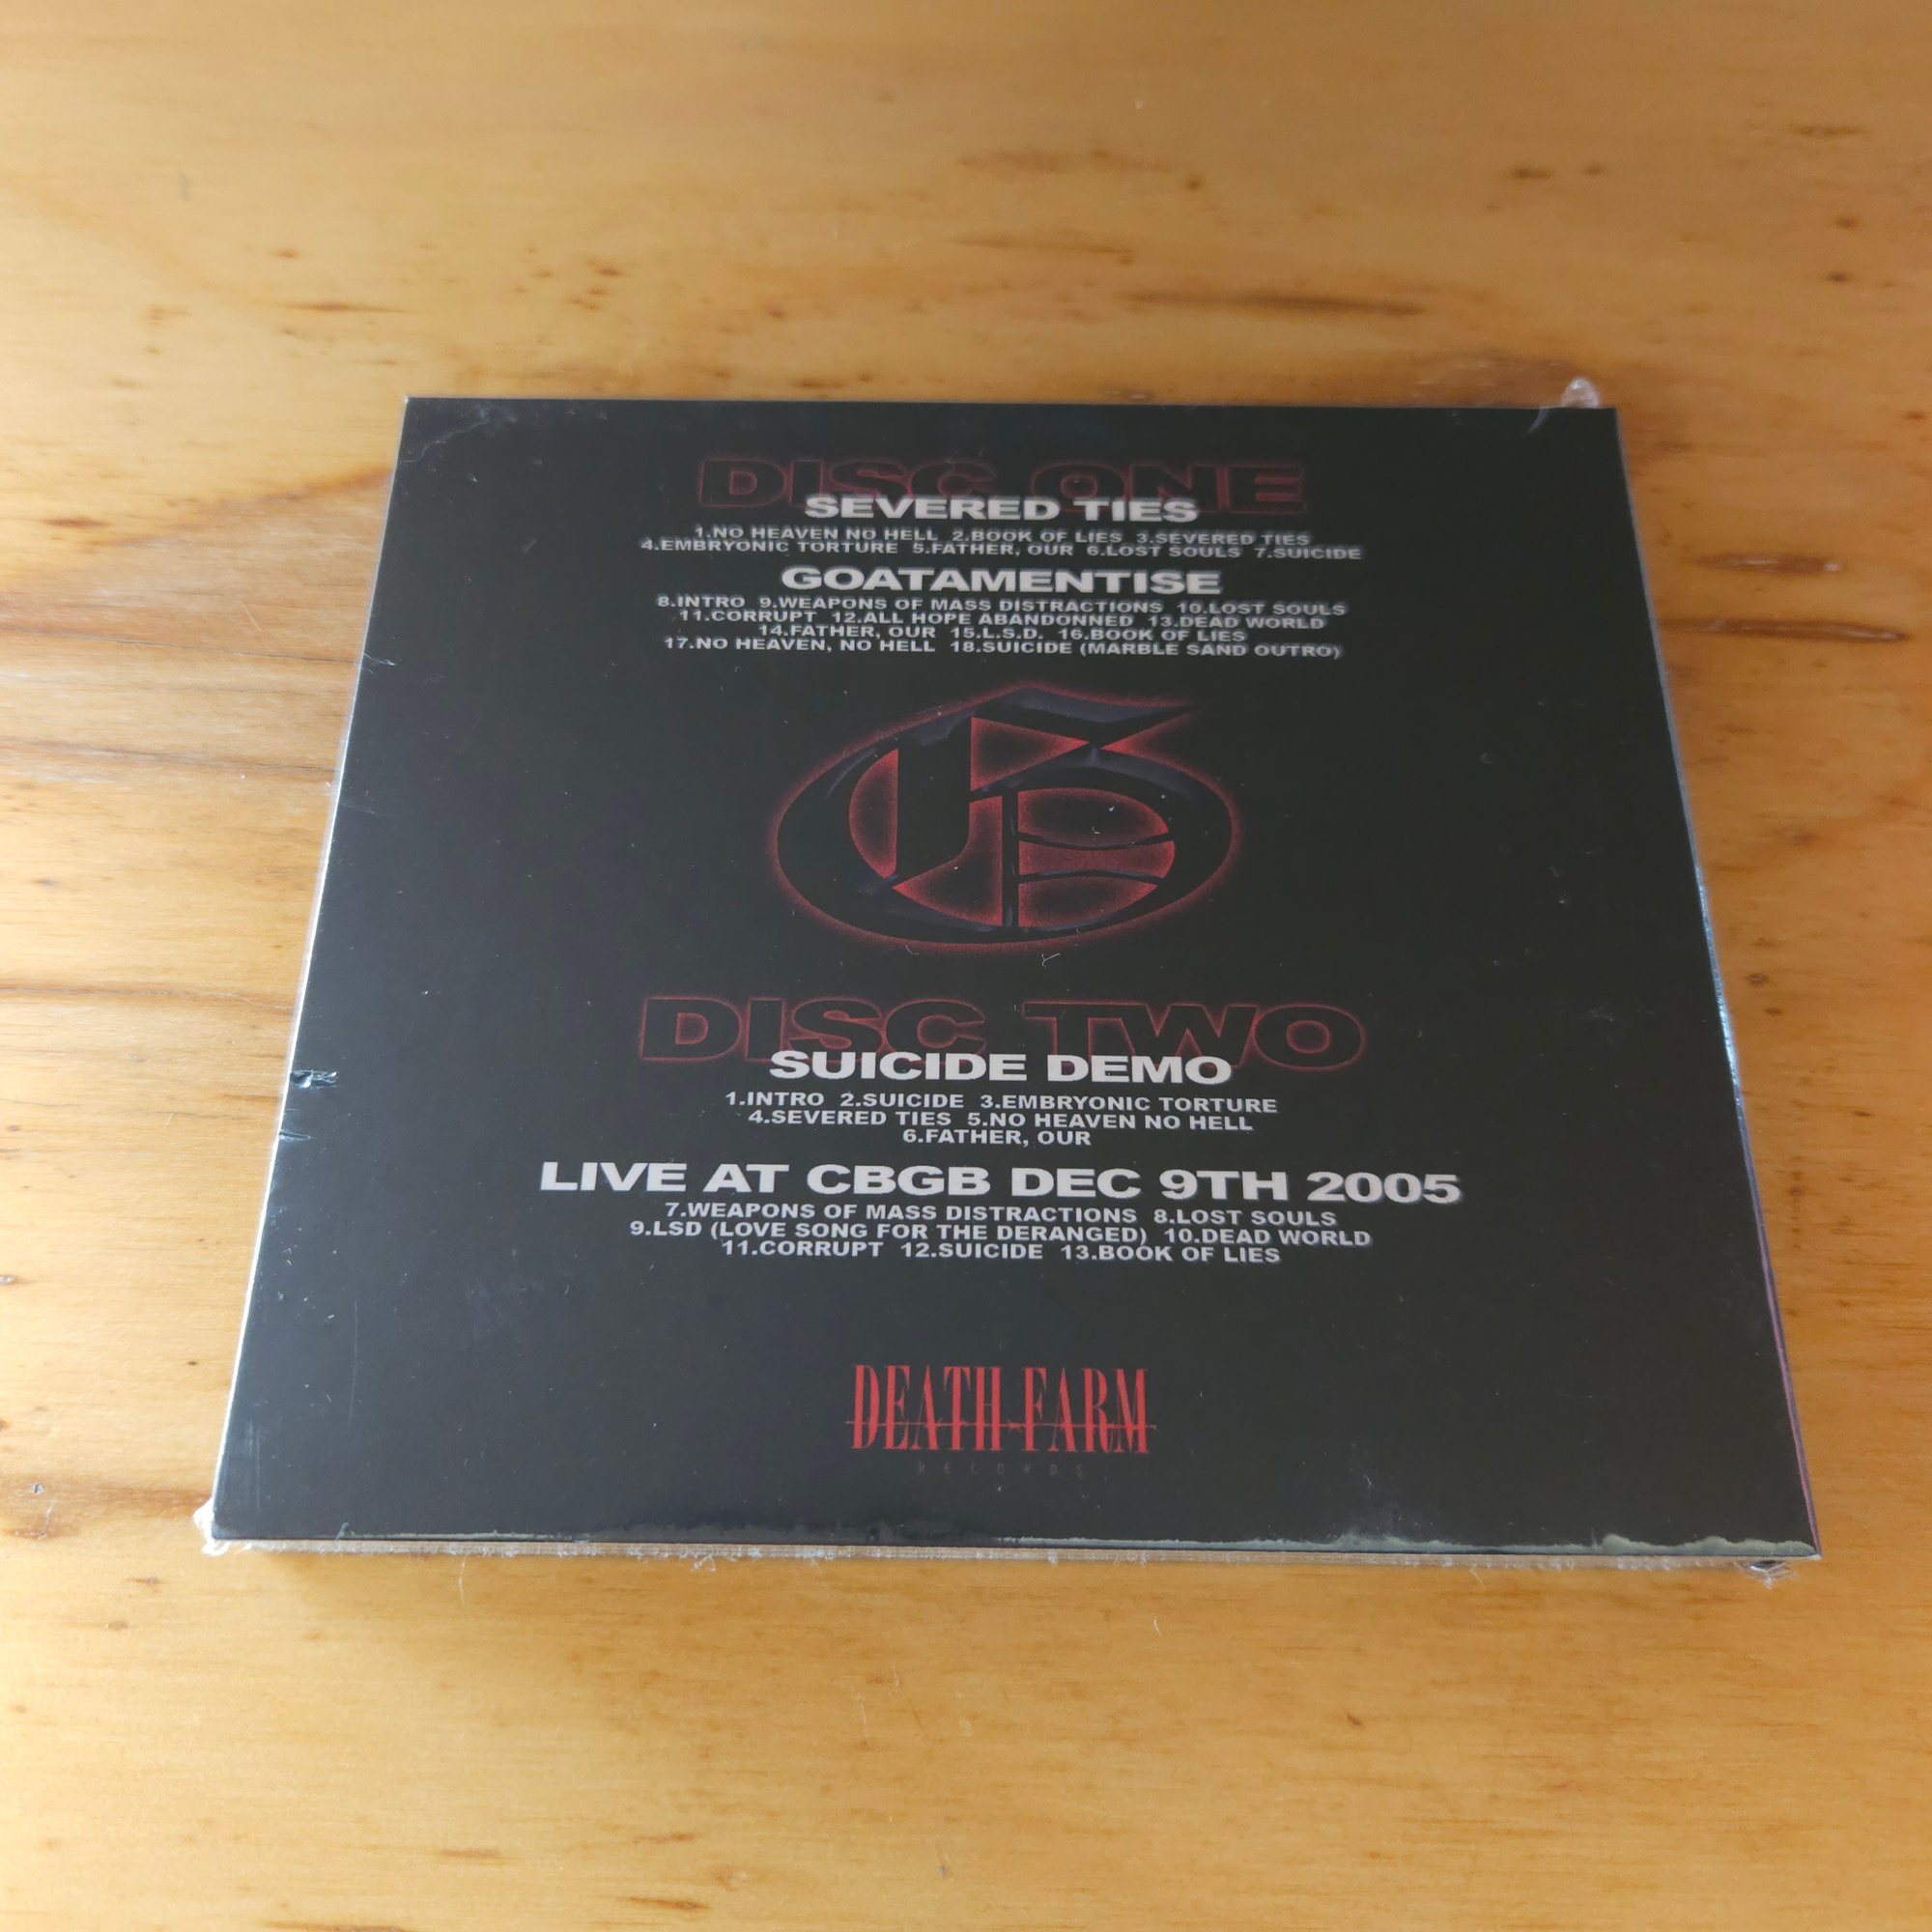 DISC ONE
SEVERED TIES
1.NO HEAVEN NO HELL 2.BOOK OF LIES 3.SEVERED TIES
4.EMBRYONIC TORTURE 5.FATHER, OUR 6.LOST SOULS 7.SUICIDE
GOATAMENTISE
8.INTRO 9.WEAPONS OF MASS DISTRACTIONS 10.LOST SOULS
11.CORRUPT 12.ALL HOPE ABANDONNED 13.DEAD WORLD
14.FATHER, OUR 15.L.S.D. 16.BOOK OF LIES
17.NO HEAVEN, NO HELL 18.SUICIDE (MARBLE SAND OUTRO)
G
DISC TWO
SUICIDE DEMO
1.INTRO 2.SUICIDE 3.EMBRYONIC TORTURE
4.SEVERED TIES 5.NO HEAVEN NO HELL
6.FATHER, OUR
LIVE AT CBGB DEC 9TH 2005
7.WEAPONS OF MASS DISTRACTIONS 8.LOST SOULS
9.LSD (LOVE SONG FOR THE DERANGED) 10.DEAD WORLD
11.CORRUPT 12.SUICIDE 13.BOOK OF LIES
DEATH FARM
RECORDS